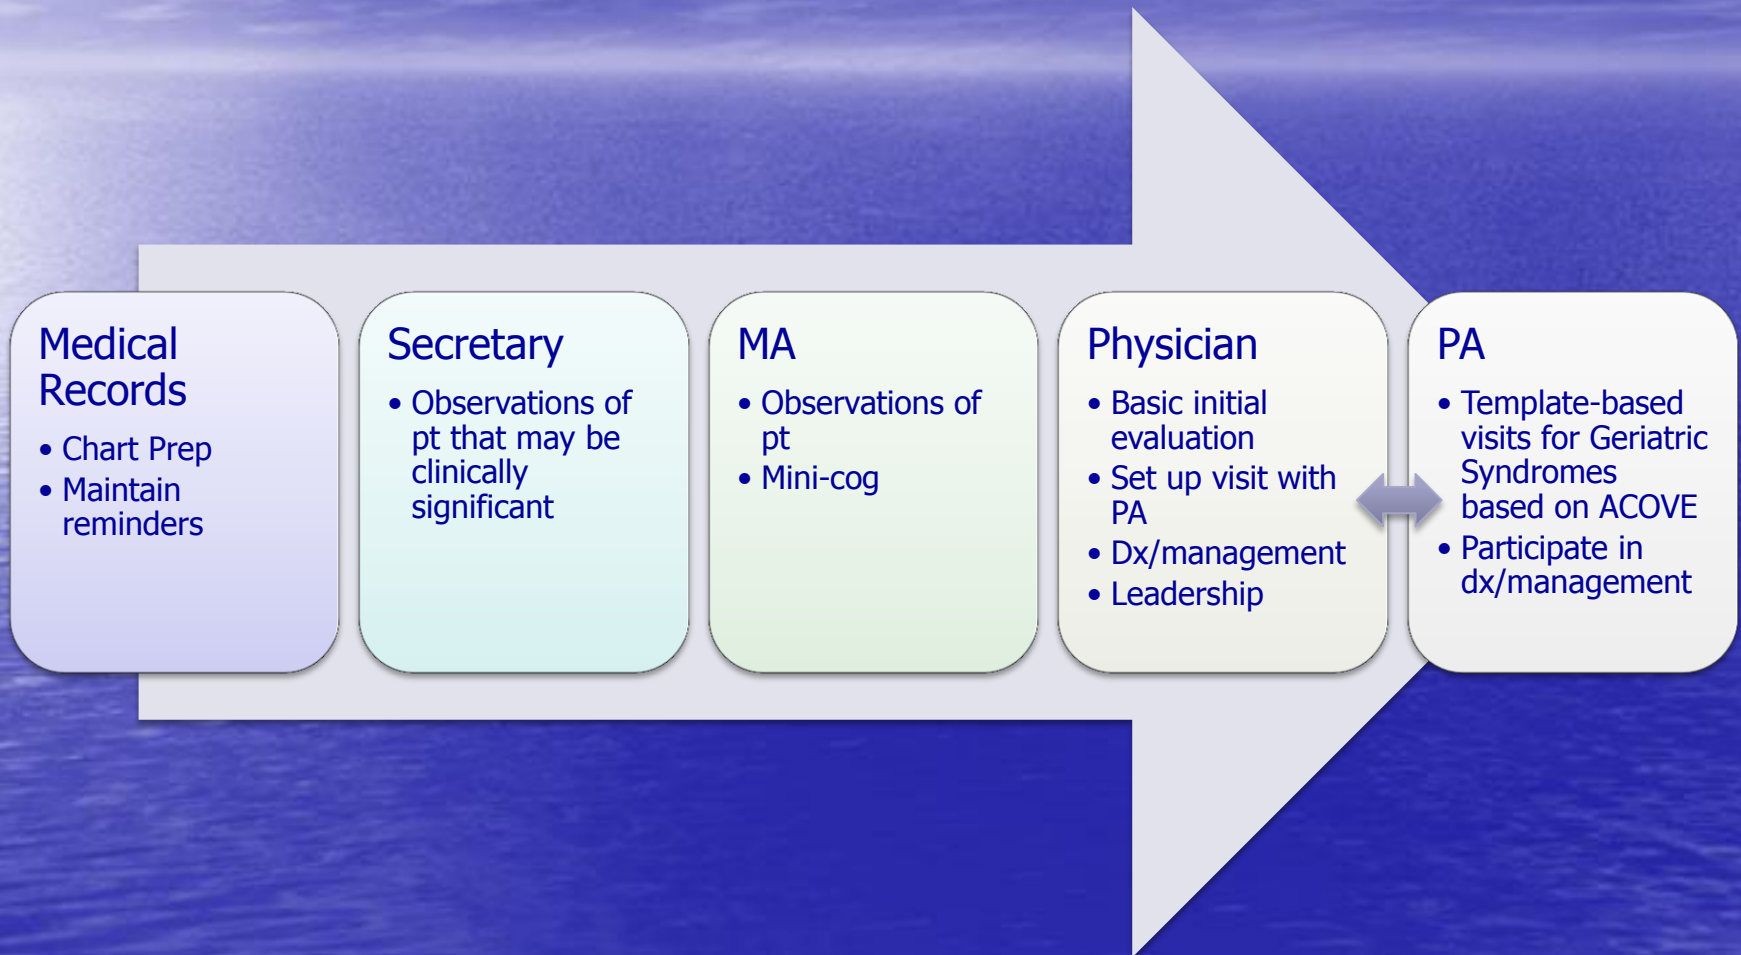 Medical
Records
• Chart Prep
• Maintain
reminders
Secretary
• Observations of
pt that may be
clinically
significant
MA
• Observations of
pt
• Mini-cog
Physician
• Basic initial
evaluation
• Set up visit with
PA
• Dx/management
• Leadership
PA
• Template-based
visits for Geriatric
Syndromes
based on ACOVE
• Participate in
dx/management